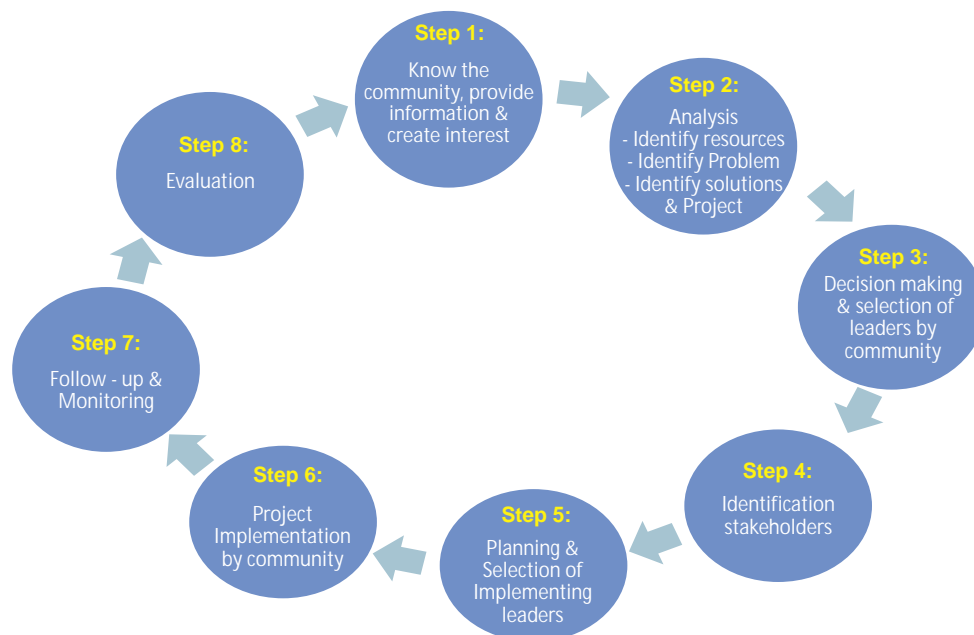 Step 1:
Know the
community, provide
information &
create interest
Step 2:
Analysis
- Identify resources
- Identify Problem
- Identify solutions
& Project
Step 3:
Decision making
& selection of
leaders by
community
Step 4:
Identification
stakeholders
Step 5:
Planning &
Selection of
Implementing
leaders
Step 6:
Project
Implementation
by community
Step 7:
Follow - up &
Monitoring
Step 8:
Evaluation